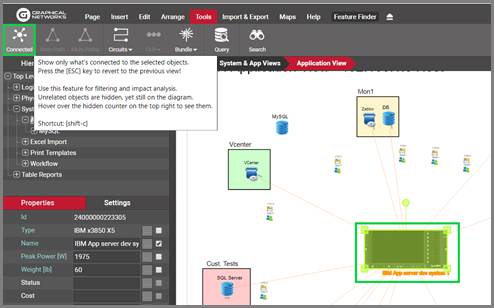 GRAPHICAL
NETWORKS
Page Insert Edit Arrange Tools Import & Export Maps Help Feature Finder
Connected
Main Path
Main Paths
Circuits
Bundle
Query
Search
Show only what's connected to the selected objects.
Press the [ESC] key to revert to the previous view!
Use this feature for filtering and impact analysis.
Unrelated objects are hidden, yet still on the diagram.
Hover over the hidden counter on the top right to see them.
Shortcut: [shift-c]
System & App Views
Application View
Hier
Top Leve
Logi
Phys
Syst
MySQL
Excel Import
Print Templates
Workflow
Table Reports
Properties
Settings
Id 24000000223305
Type IBM x3850 X5
Name IBM App server dev sy
Peak Power [W] 1975
Weight [lb] 60
Status
Cost
Mon1
Zabbix
DB
MySQL
Vcenter
VCenter
Cust. Tests
SQL Server
IBM App server dev system